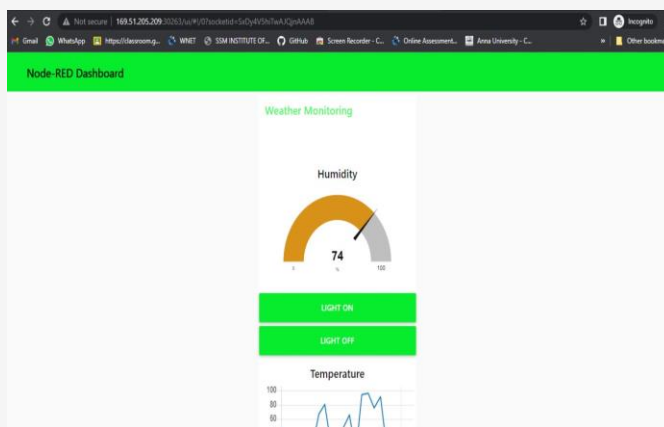 Not secure | 169.51.205.209:30263/ui/#!/0?socketid=
Incognito
Gmail WhatsApp https://classroom.g... WNET SSM INSTITUTE OF... GitHub Screen Recorder - C... Online Assessment... Anna University - C... » Other bookma
Node-RED Dashboard
Weather Monitoring
Humidity
74
0 % 100
LIGHT ON
LIGHT OFF
Temperature
100
80
60